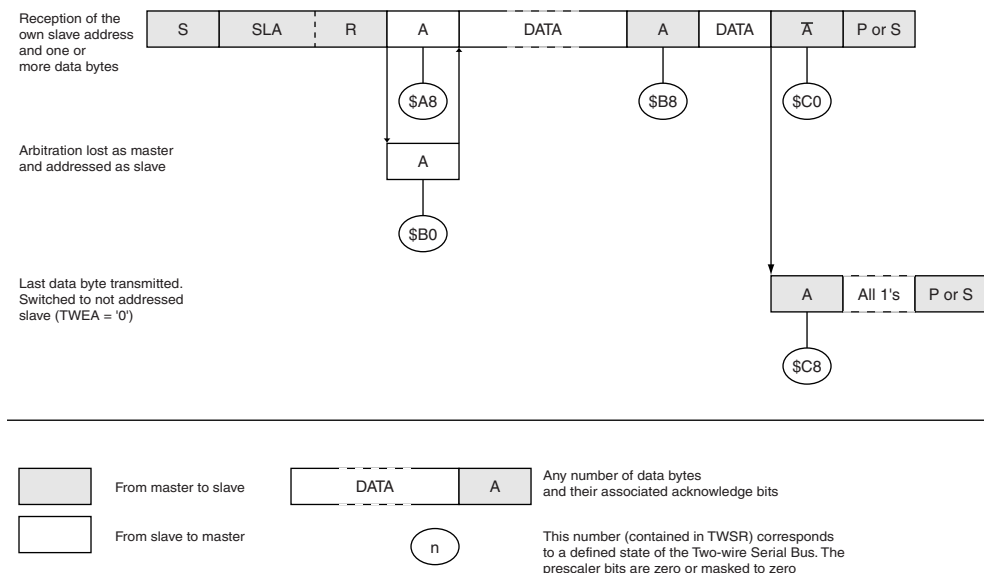 Reception of the
own slave address
and one or
more data bytes
S SLA R A DATA A DATA A̅ P or S
$A8 $B8 $C0
Arbitration lost as master
and addressed as slave
A
$B0
Last data byte transmitted.
Switched to not addressed
slave (TWEA = '0')
A All 1's P or S
$C8
From master to slave
DATA A
Any number of data bytes
and their associated acknowledge bits
From slave to master
n
This number (contained in TWSR) corresponds
to a defined state of the Two-wire Serial Bus. The
prescaler bits are zero or masked to zero